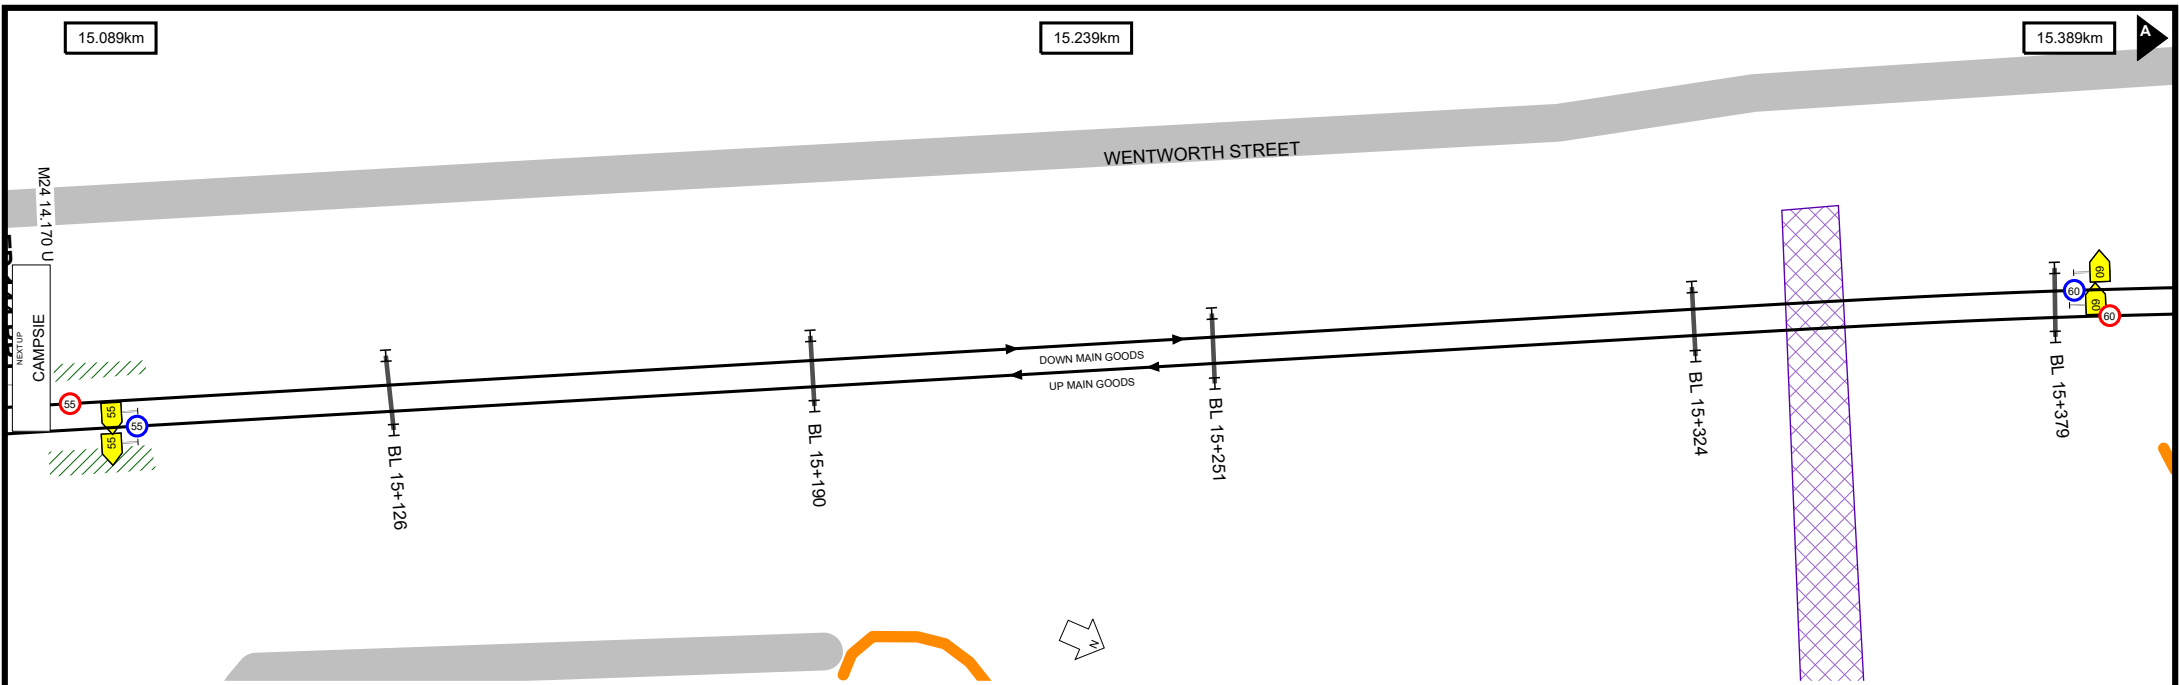 15.089km
15.239km
15.389km
A
WENTWORTH STREET
M24 14.170 U
NEXT UP
CAMPSIE
55
55
55
55
60
60
60
60
DOWN MAIN GOODS
UP MAIN GOODS
BL 15+126
BL 15+190
BL 15+251
BL 15+324
BL 15+379
N